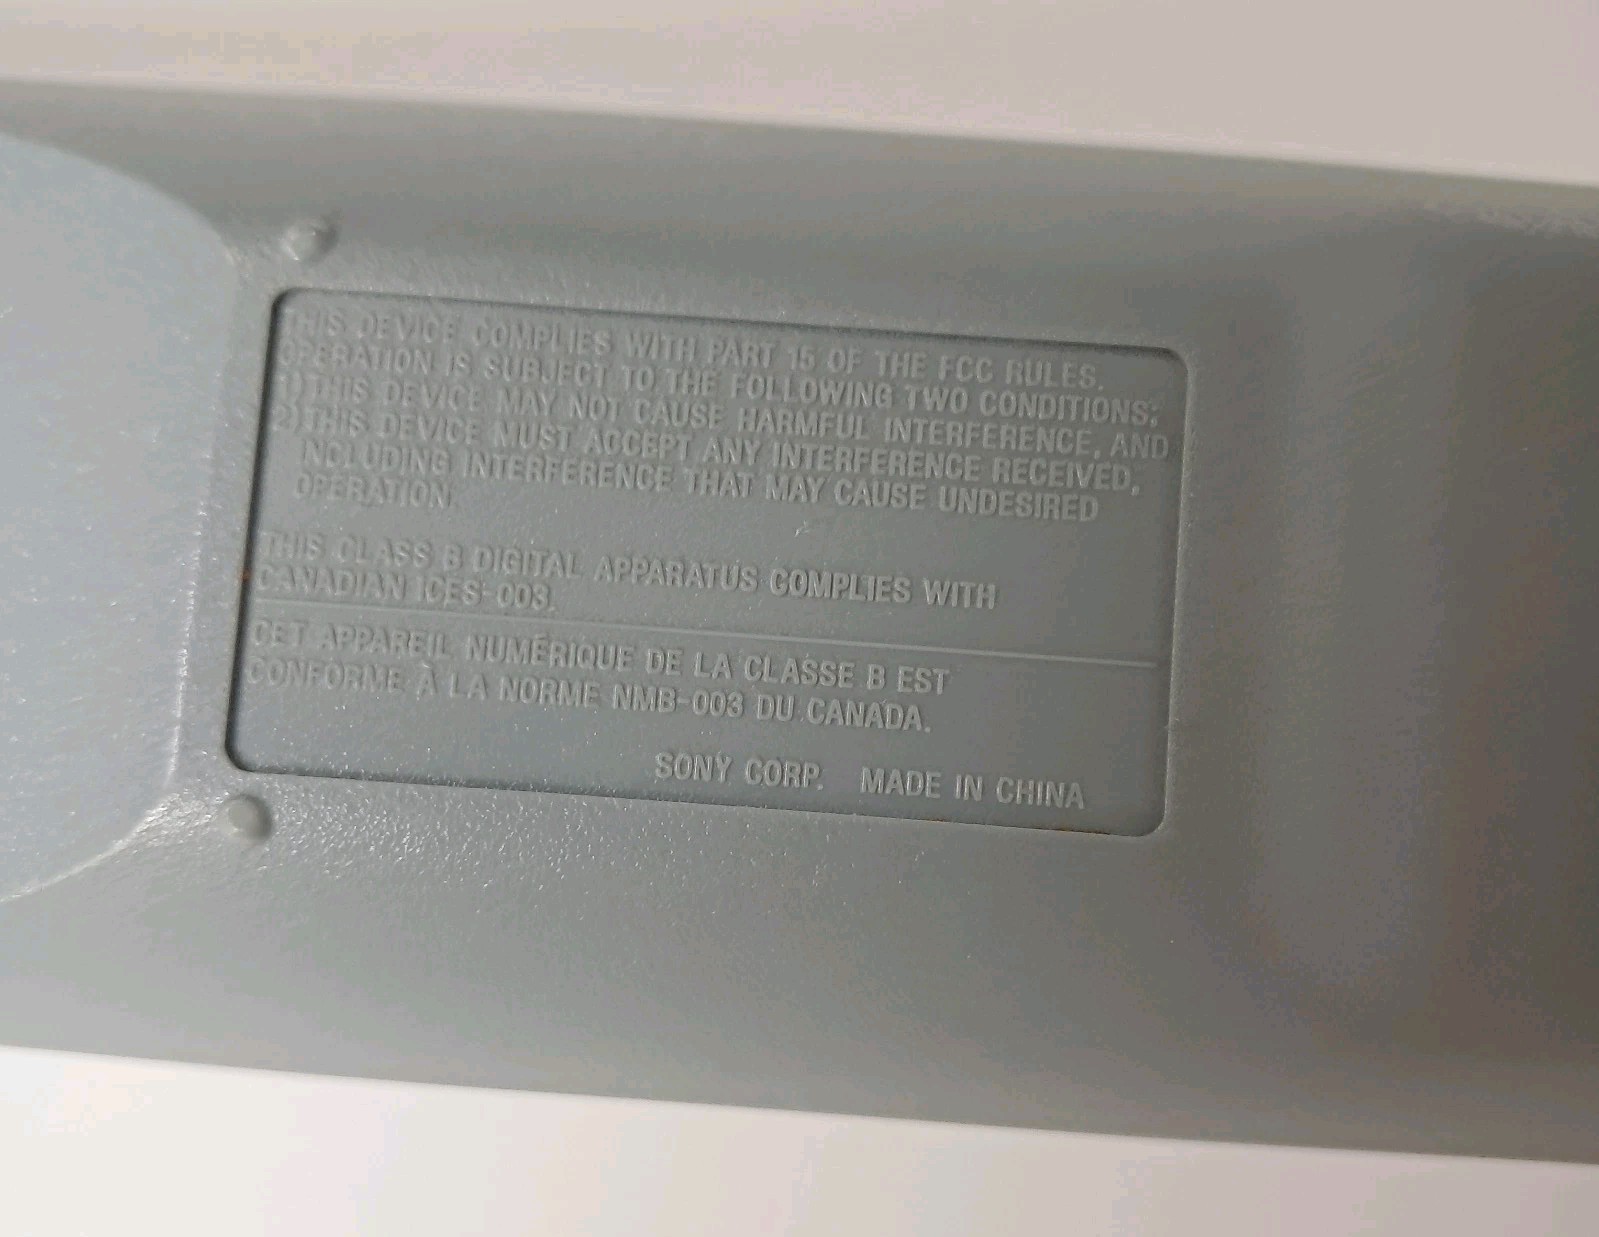 THIS DEVICE COMPLIES WITH PART 15 OF THE FCC RULES.
OPERATION IS SUBJECT TO THE FOLLOWING TWO CONDITIONS;
1) THIS DEVICE MAY NOT CAUSE HARMFUL INTERFERENCE, AND
2) THIS DEVICE MUST ACCEPT ANY INTERFERENCE RECEIVED,
INCLUDING INTERFERENCE THAT MAY CAUSE UNDESIRED
OPERATION.
THIS CLASS B DIGITAL APPARATUS COMPLIES WITH
CANADIAN ICES-003.
CET APPAREIL NUMÉRIQUE DE LA CLASSE B EST
CONFORME À LA NORME NMB-003 DU CANADA.
SONY CORP. MADE IN CHINA